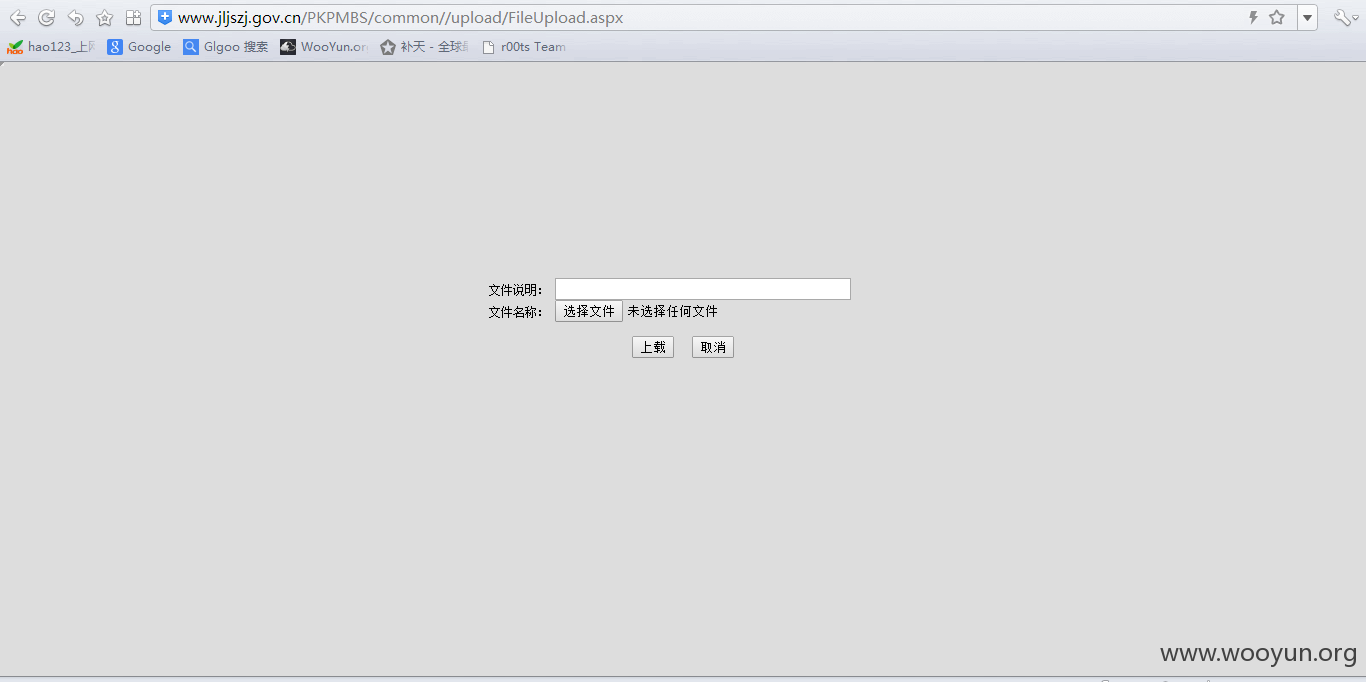 www.jljszj.gov.cn/PKPMBS/common//upload/FileUpload.aspx
hao123_上 Google Glgoo 搜索 WooYun.or 补天 - 全球 r00ts Team
文件说明：
文件名称： 选择文件 未选择任何文件
上载 取消
www.wooyun.org